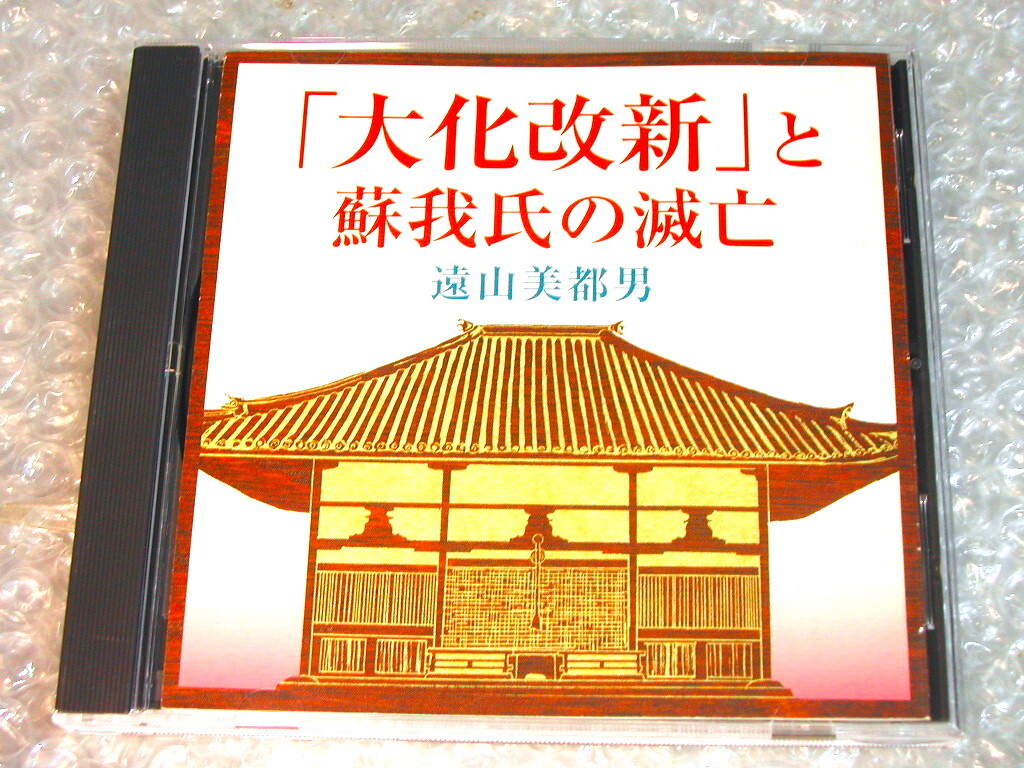 「大化改新」と
蘇我氏の滅亡
遠山美都男